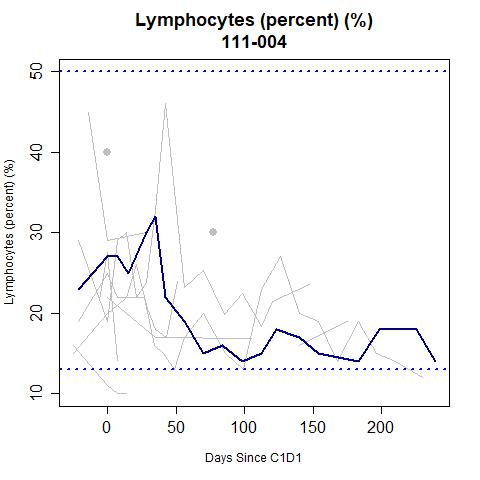 Lymphocytes (percent) (%)
111-004
50
40
30
20
10
Lymphocytes (percent) (%)
0 50 100 150 200
Days Since C1D1